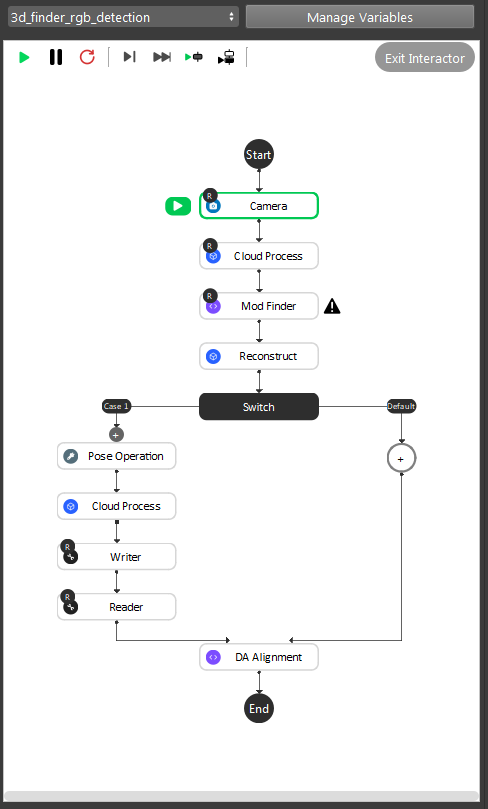 3d_finder_rgb_detection
Manage Variables
Exit Interactor
Start
R
Camera
R
Cloud Process
R
Mod Finder
Reconstruct
Case 1
Switch
Default
+
Pose Operation
+
Cloud Process
R
Writer
R
Reader
DA Alignment
End